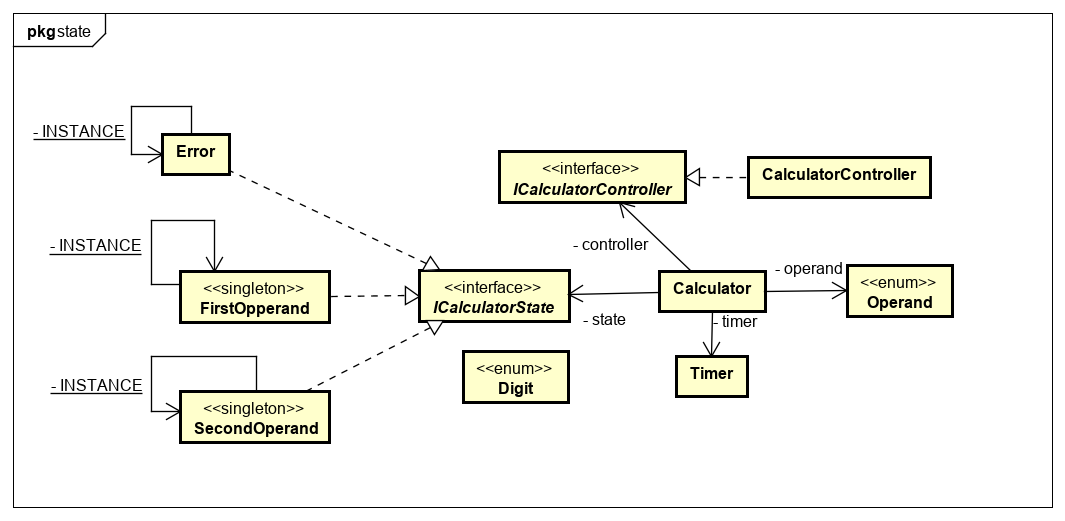 pkg state
- INSTANCE
Error
<<interface>>
ICalculatorController
CalculatorController
- INSTANCE
- controller
<<singleton>>
FirstOpperand
<<interface>>
ICalculatorState
Calculator
- operand
<<enum>>
Operand
- state
- timer
- INSTANCE
<<singleton>>
SecondOperand
<<enum>>
Digit
Timer